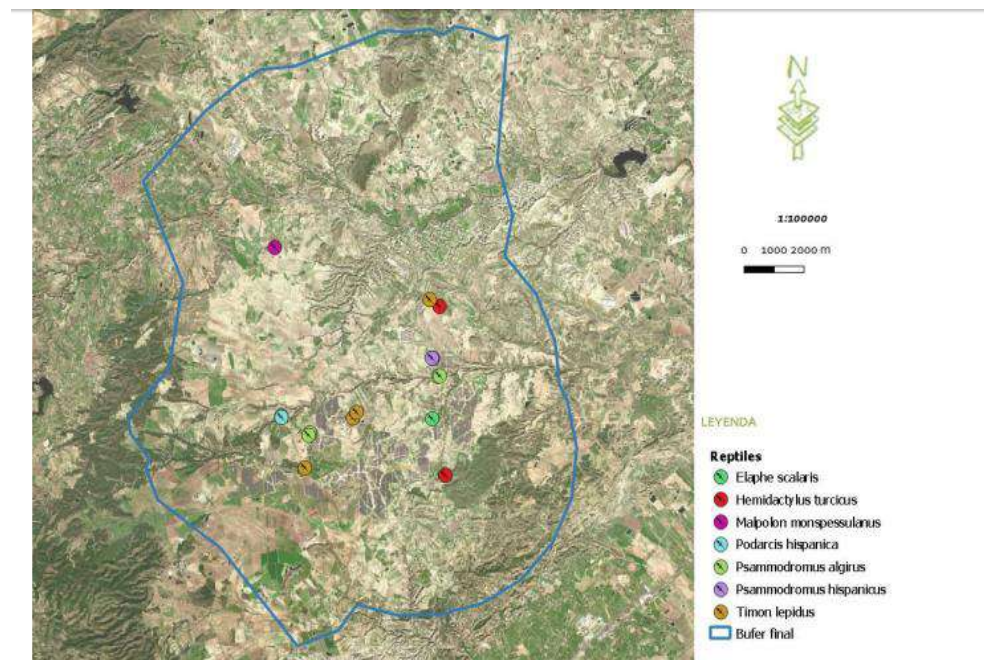 N
1:100000
0 1000 2000 m
LEYENDA
Reptiles
Elaphe scalaris
Hemidactylus turcicus
Malpolon monspessulanus
Podarcis hispanica
Psammodromus algirus
Psammodromus hispanicus
Timon lepidus
Bufer final